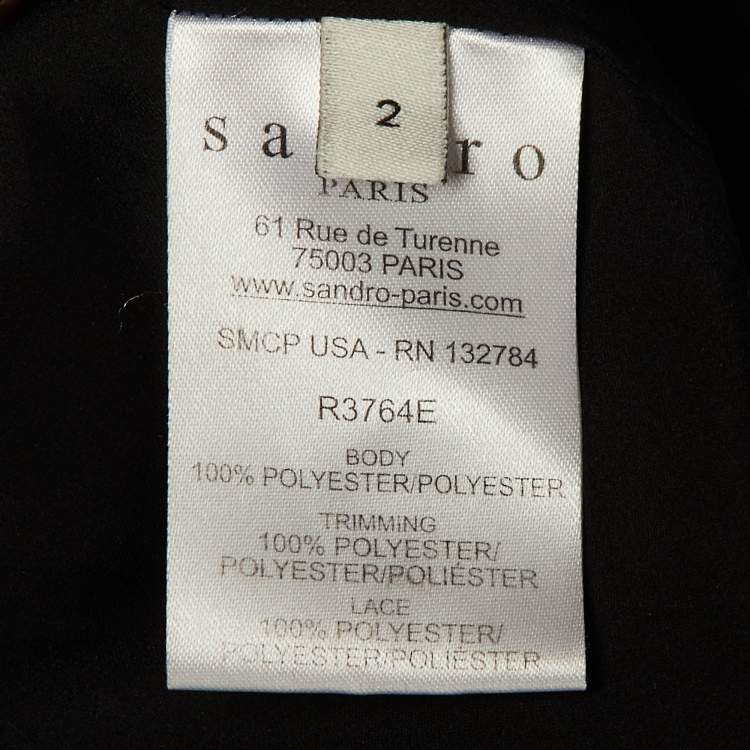 2
sa ro
PARIS
61 Rue de Turenne
75003 PARIS
www.sandro-paris.com
SMCP USA - RN 132784
R3764E
BODY
100% POLYESTER/POLYESTER
TRIMMING
100% POLYESTER/
POLYESTER/POLIÉSTER
LACE
100% POLYESTER/
POLYESTER/POLIÉSTER